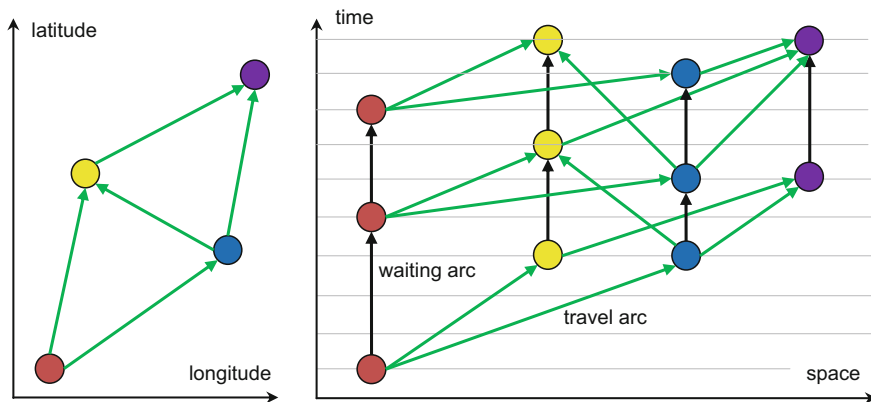 latitude
longitude
time
waiting arc
travel arc
space